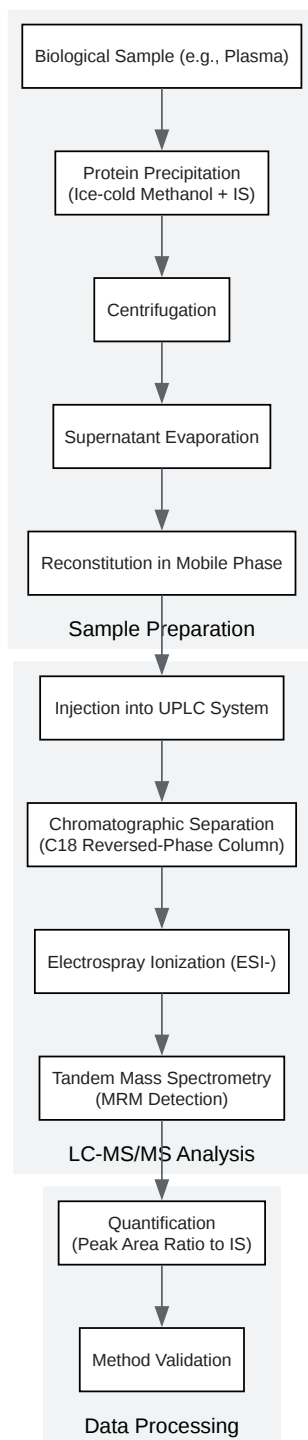 Biological Sample (e.g., Plasma)
Protein Precipitation
(Ice-cold Methanol + IS)
Centrifugation
Supernatant Evaporation
Reconstitution in Mobile Phase
Sample Preparation
Injection into UPLC System
Chromatographic Separation
(C18 Reversed-Phase Column)
Electrospray Ionization (ESI-)
Tandem Mass Spectrometry
(MRM Detection)
LC-MS/MS Analysis
Quantification
(Peak Area Ratio to IS)
Method Validation
Data Processing